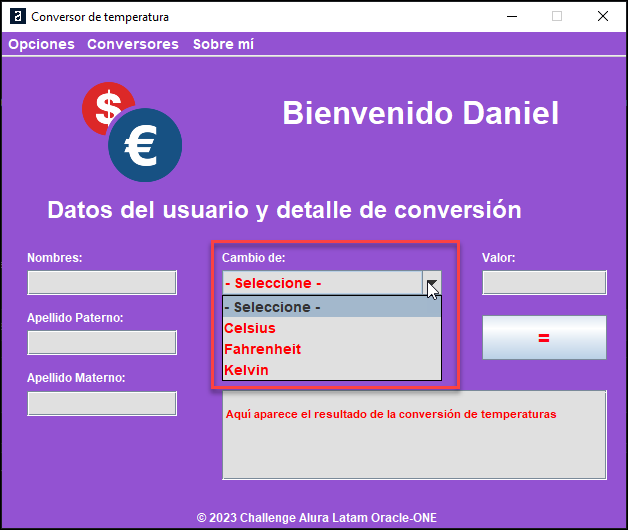 Conversor de temperatura
Opciones Conversores Sobre mí
$
€
Bienvenido Daniel
Datos del usuario y detalle de conversión
Nombres:
Cambio de:
Valor:
- Seleccione -
- Seleccione -
Celsius
Fahrenheit
Kelvin
Apellido Paterno:
=
Apellido Materno:
Aquí aparece el resultado de la conversión de temperaturas
© 2023 Challenge Alura Latam Oracle-ONE